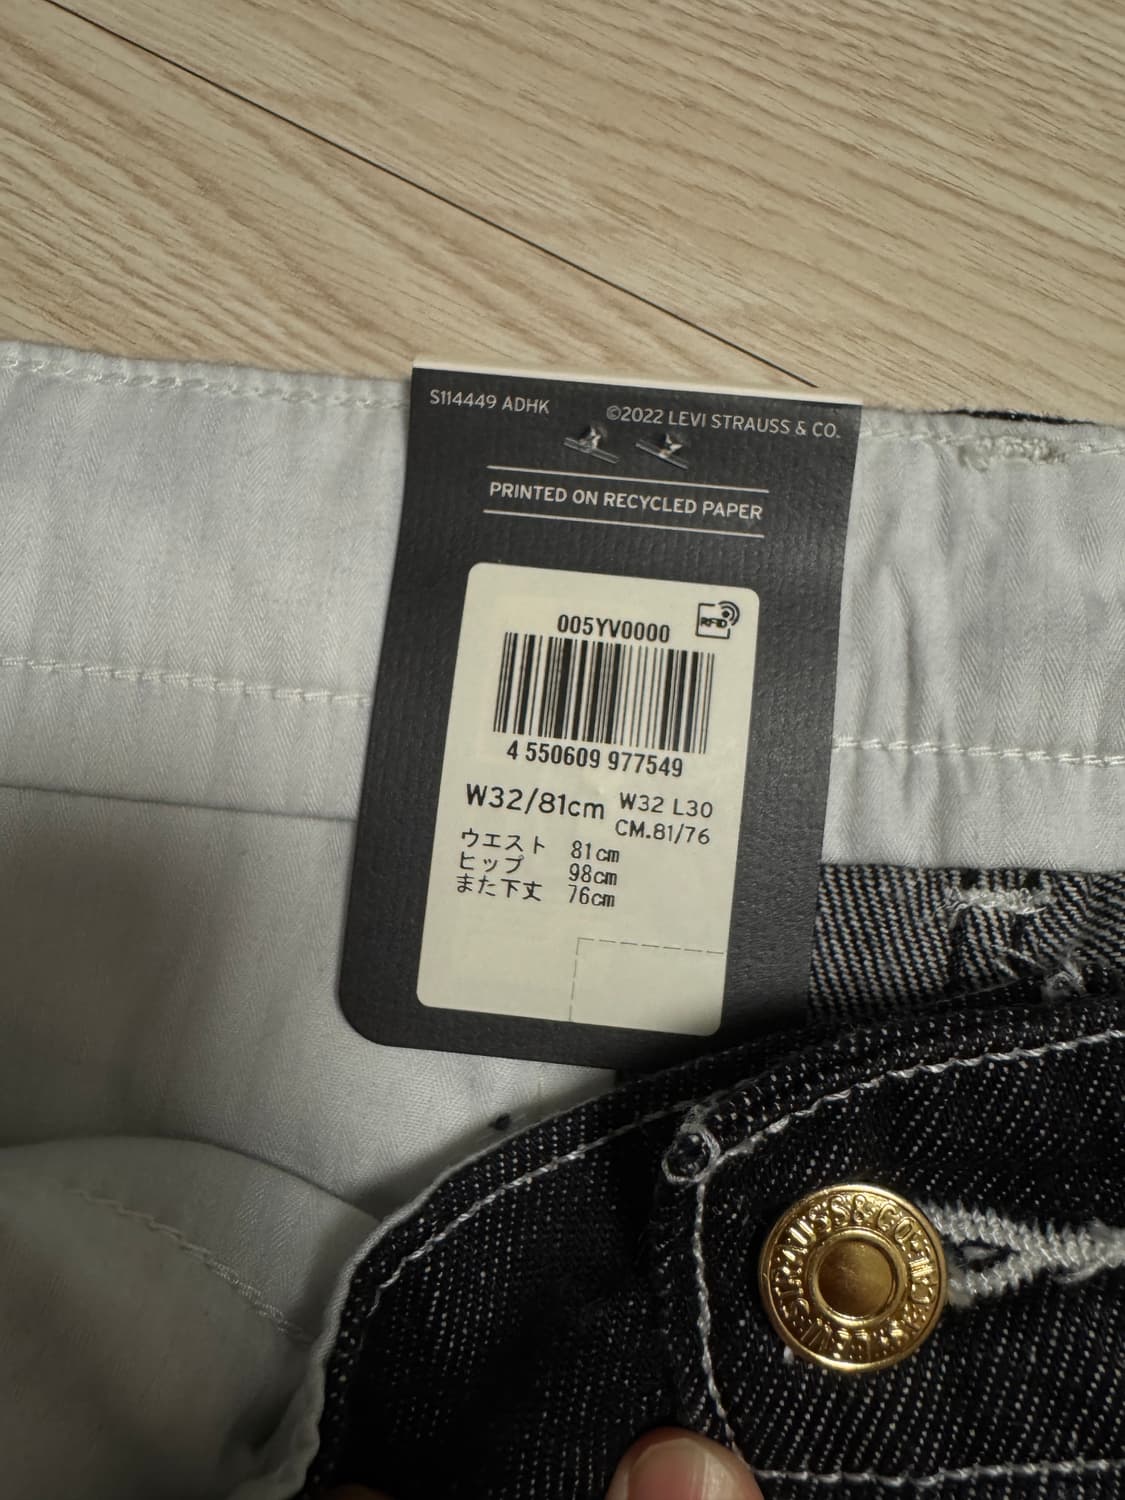 S114449 ADHK
©2022 LEVI STRAUSS & CO.
PRINTED ON RECYCLED PAPER
005YV0000
RFID
4 550609 977549
W32/81cm
W32 L30
CM.81/76
ウエスト 81cm
ヒップ 98cm
また下丈 76cm